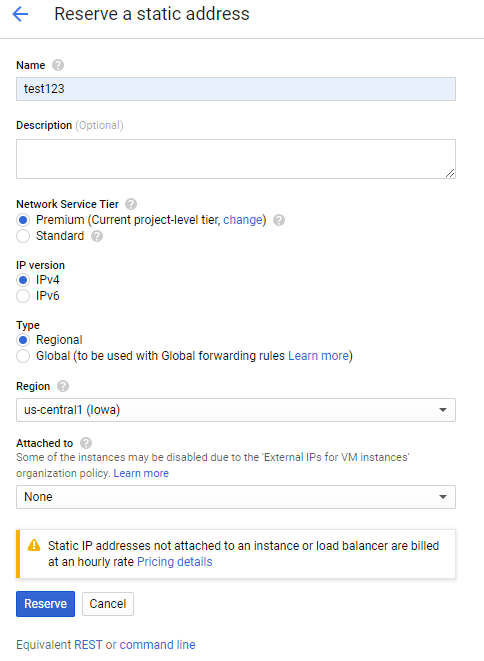 Reserve a static address
Name
test123
Description (Optional)
Network Service Tier
Premium (Current project-level tier, change)
Standard
IP version
IPv4
IPv6
Type
Regional
Global (to be used with Global forwarding rules Learn more)
Region
us-central1 (Iowa)
Attached to
Some of the instances may be disabled due to the 'External IPs for VM instances'
organization policy. Learn more
None
Static IP addresses not attached to an instance or load balancer are billed
at an hourly rate Pricing details
Reserve Cancel
Equivalent REST or command line